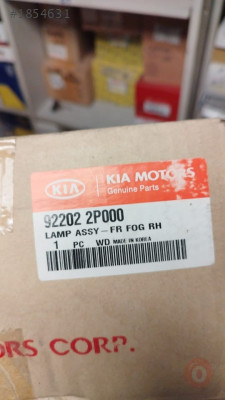 1854631
KIA
KIA MOTORS
Genuine Parts
92202 2P000
LAMP ASSY-FR FOG RH
1 PC WD MADE IN KOREA
ORS CORP.